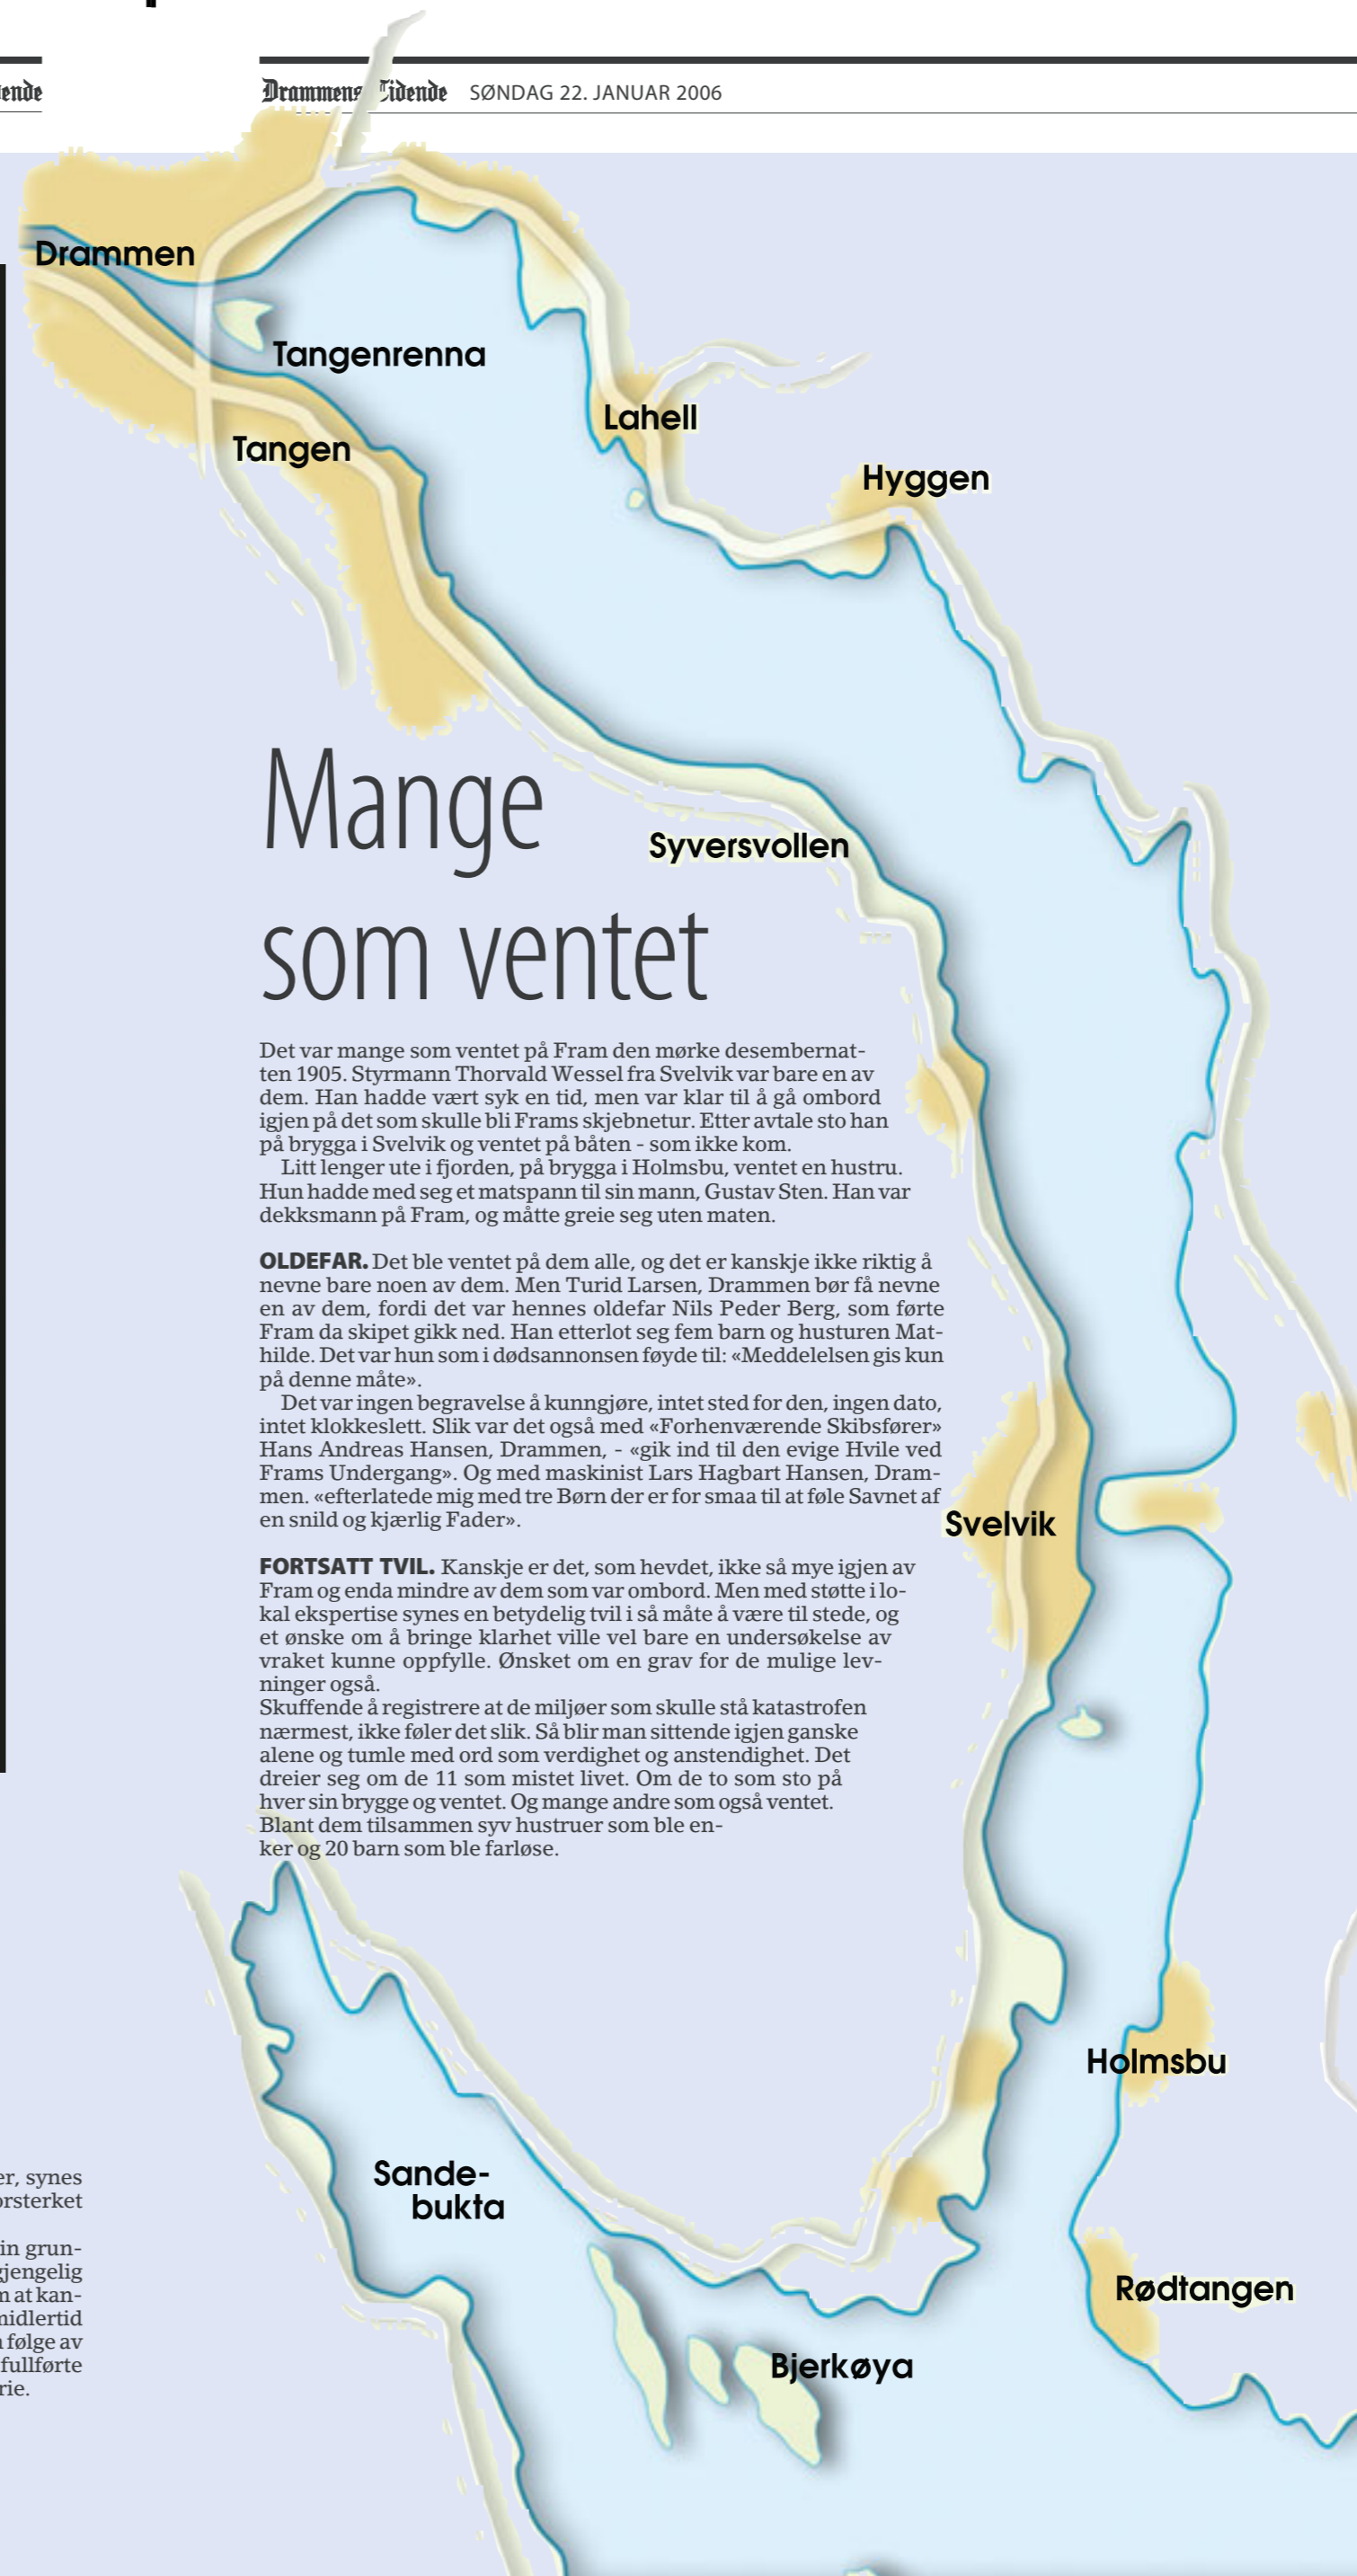 ende
Drammens Tidende SØNDAG 22. JANUAR 2006
Drammen
Tangenrenna
Lahell
Tangen
Hyggen
Mange
som ventet
Syversvollen
Det var mange som ventet på Fram den mørke desembernat-
ten 1905. Styrmann Thorvald Wessel fra Svelvik var bare en av
dem. Han hadde vært syk en tid, men var klar til å gå ombord
igjen på det som skulle bli Frams skjebnetur. Etter avtale sto han
på brygga i Svelvik og ventet på båten - som ikke kom.
Litt lenger ute i fjorden, på brygga i Holmsbu, ventet en hustru.
Hun hadde med seg et matspann til sin mann, Gustav Sten. Han var
dekksmann på Fram, og måtte greie seg uten maten.
OLDEFAR. Det ble ventet på dem alle, og det er kanskje ikke riktig å
nevne bare noen av dem. Men Turid Larsen, Drammen bør få nevne
en av dem, fordi det var hennes oldefar Nils Peder Berg, som førte
Fram da skipet gikk ned. Han etterlot seg fem barn og husturen Mat-
hilde. Det var hun som i dødsannonsen føyde til: «Meddelelsen gis kun
på denne måte».
Det var ingen begravelse å kunngjøre, intet sted for den, ingen dato,
intet klokkeslett. Slik var det også med «Forhenværende Skibsfører»
Hans Andreas Hansen, Drammen, - «gik ind til den evige Hvile ved
Frams Undergang». Og med maskinist Lars Hagbart Hansen, Dram-
men. «efterlatede mig med tre Børn der er for smaa til at føle Savnet af
en snild og kjærlig Fader».
Svelvik
FORTSATT TVIL. Kanskje er det, som hevdet, ikke så mye igjen av
Fram og enda mindre av dem som var ombord. Men med støtte i lo-
kal ekspertise synes en betydelig tvil i så måte å være til stede, og
et ønske om å bringe klarhet ville vel bare en undersøkelse av
vraket kunne oppfylle. Ønsket om en grav for de mulige lev-
ninger også.
Skuffende å registrere at de miljøer som skulle stå katastrofen
nærmest, ikke føler det slik. Så blir man sittende igjen ganske
alene og tumle med ord som verdighet og anstendighet. Det
dreier seg om de 11 som mistet livet. Om de to som sto på
hver sin brygge og ventet. Og mange andre som også ventet.
Blant dem tilsammen syv hustruer som ble en-
ker og 20 barn som ble farløse.
Holmsbu
Sande-
bukta
Rødtangen
Bjerkøya
er, synes
orsterket
in grun-
gjengelig
n at kan-
midlertid
følge av
fullførte
rie.